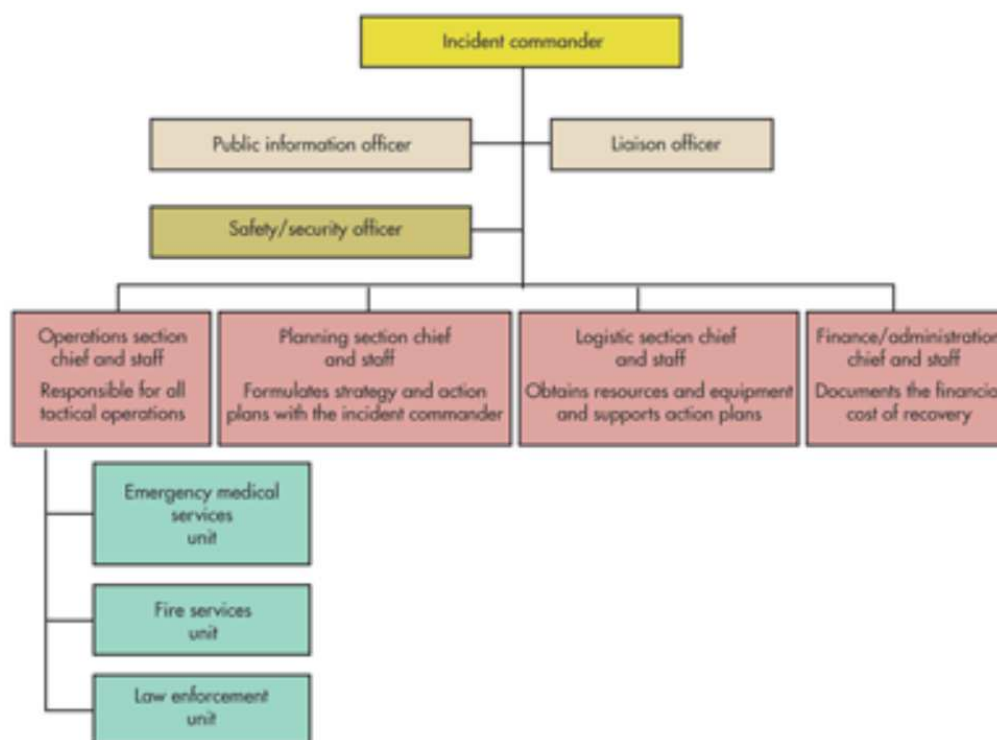 Incident commander
Public information officer
Liaison officer
Safety/security officer
Operations section
chief and staff
Responsible for all
tactical operations
Planning section chief
and staff
Formulates strategy and action
plans with the incident commander
Logistic section chief
and staff
Obtains resources and equipment
and supports action plans
Finance/administration
chief and staff
Documents the financial
cost of recovery
Emergency medical
services
unit
Fire services
unit
Law enforcement
unit